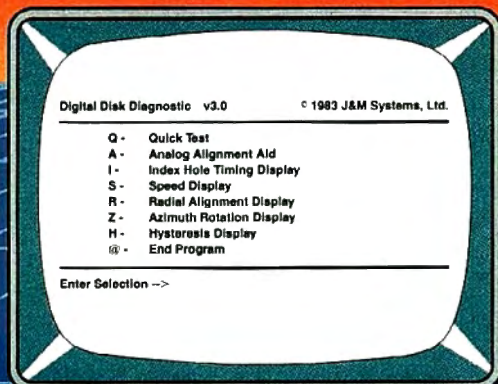 Digital Disk Diagnostic v3.0 © 1983 J&M Systems, Ltd.
Q - Quick Test
A - Analog Alignment Aid
I - Index Hole Timing Display
S - Speed Display
R - Radial Alignment Display
Z - Azimuth Rotation Display
H - Hysteresis Display
@ - End Program
Enter Selection -->